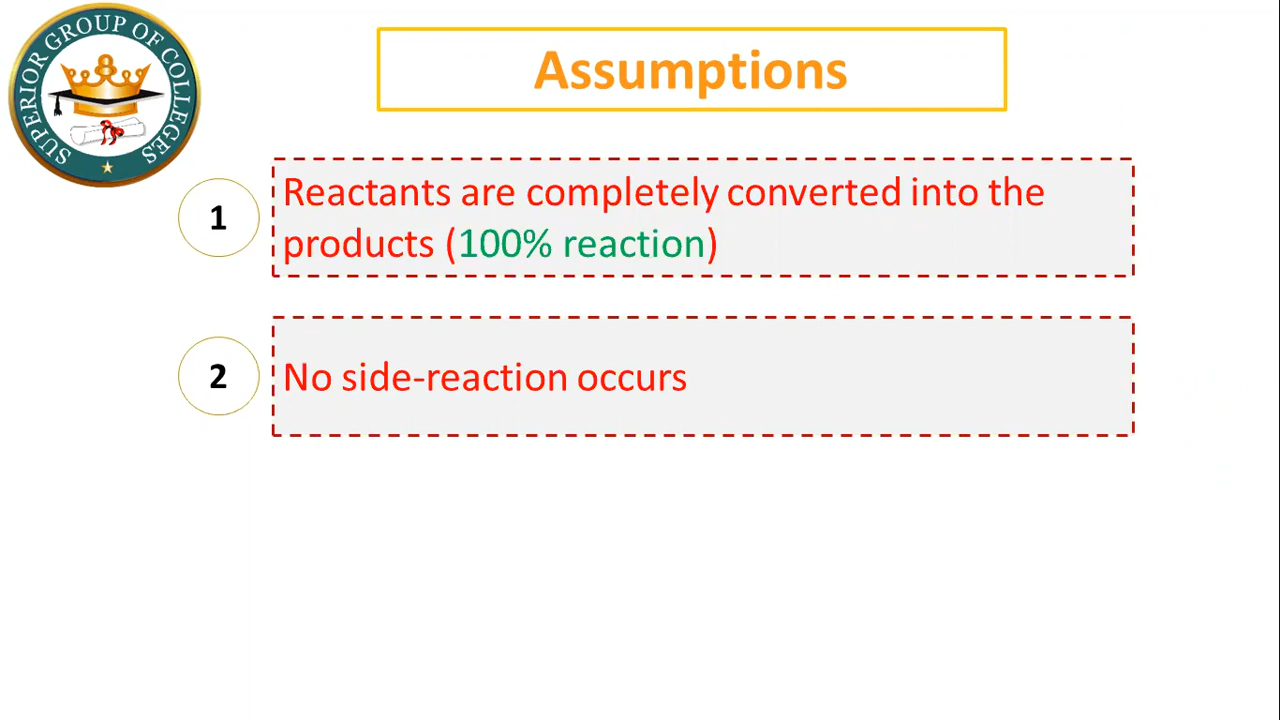 SUPERIOR GROUP OF COLLEGES
Assumptions
1
Reactants are completely converted into the
products (100% reaction)
2
No side-reaction occurs